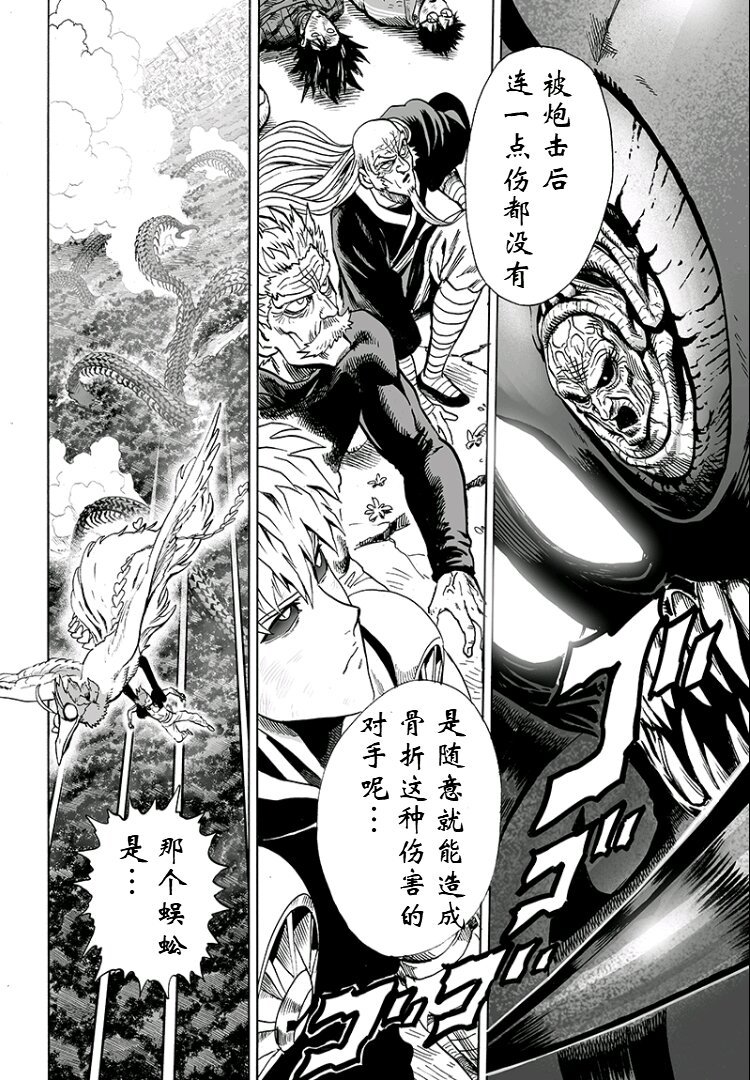 被炮击后
连一点伤都没有
ゴゴゴゴゴ
是随意就能造成
骨折这种伤害的
对手呢…
那个蜈蚣
是…